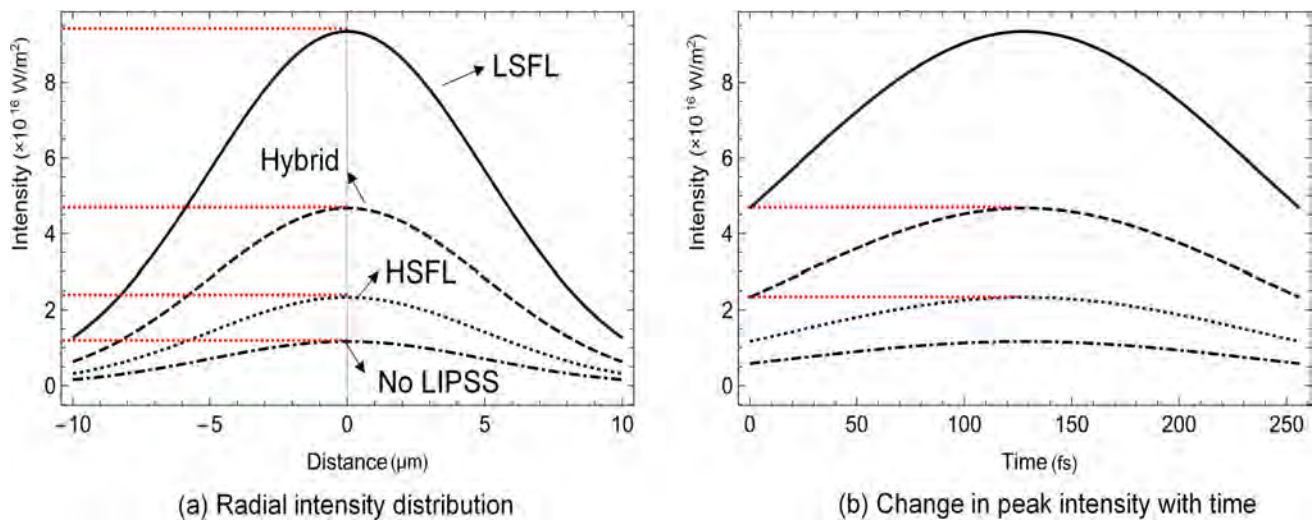 Intensity (×10¹⁶ W/m²)
8
6
4
2
0
LSFL
Hybrid
HSFL
No LIPSS
−10
−5
0
5
10
Distance (µm)
(a) Radial intensity distribution
Intensity (×10¹⁶ W/m²)
8
6
4
2
0
0
50
100
150
200
250
Time (fs)
(b) Change in peak intensity with time